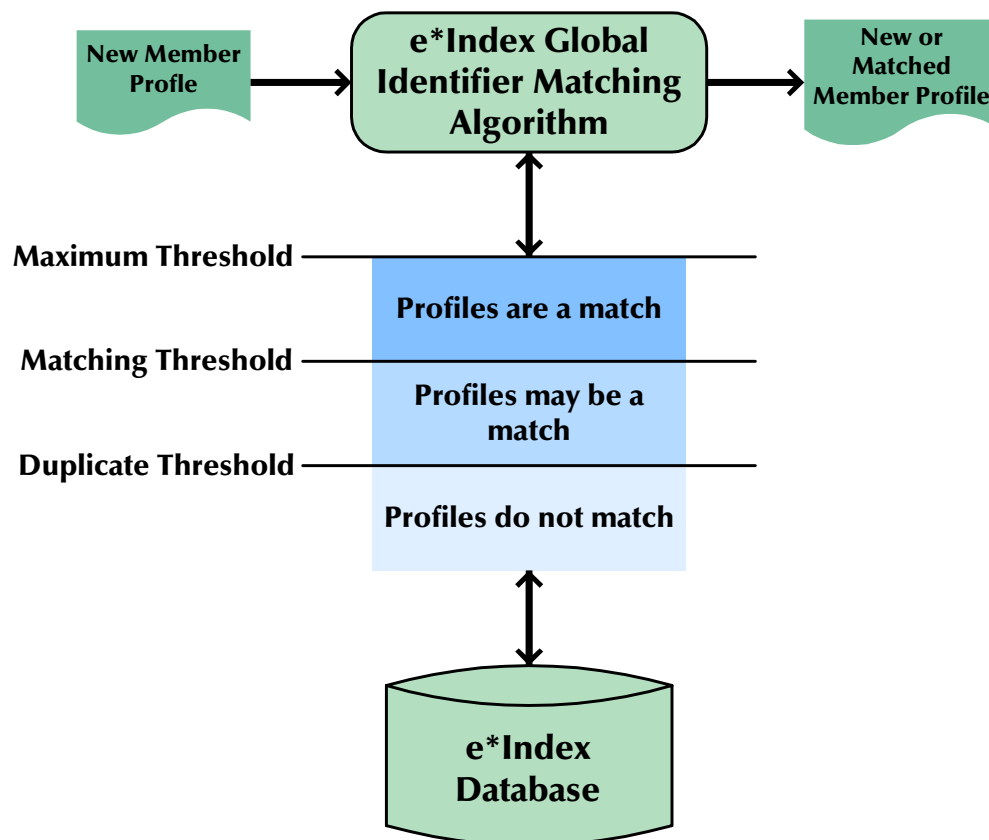 New Member
Profle
e*Index Global
Identifier Matching
Algorithm
New or
Matched
Member Profile
Maximum Threshold
Profiles are a match
Matching Threshold
Profiles may be a
match
Duplicate Threshold
Profiles do not match
e*Index
Database